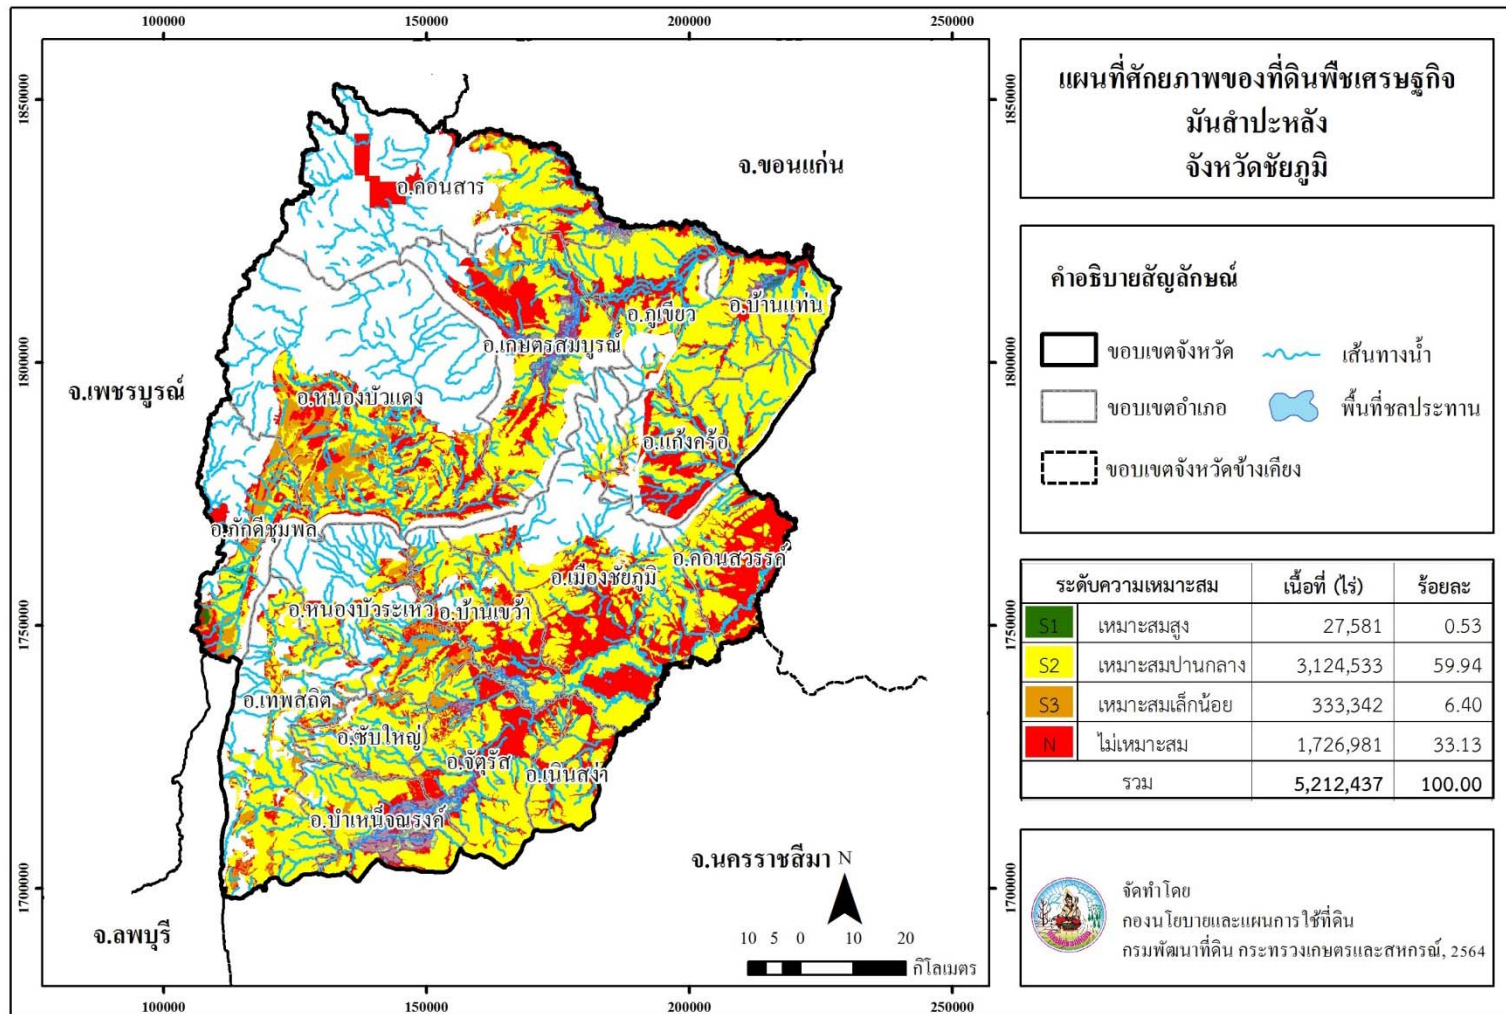 100000 150000 200000 250000
1850000
1800000
1750000
1700000
1850000
1800000
1750000
1700000
จ.ขอนแก่น
จ.เพชรบูรณ์
จ.นครราชสีมา
จ.ลพบุรี
อ.คอนสาร
อ.บ้านแท่น
อ.ภูเขียว
อ.เกษตรสมบูรณ์
อ.หนองบัวแดง
อ.แก้งคร้อ
อ.ภักดีชุมพล
อ.คอนสวรรค์
อ.เมืองชัยภูมิ
อ.หนองบัวระเหว
อ.บ้านเขว้า
อ.เทพสถิต
อ.ซับใหญ่
อ.จัตุรัส
อ.เนินสง่า
อ.บำเหน็จณรงค์
N
10 5 0 10 20
กิโลเมตร
100000 150000 200000 250000
แผนที่ศักยภาพของที่ดินพืชเศรษฐกิจ
มันสำปะหลัง
จังหวัดชัยภูมิ
คำอธิบายสัญลักษณ์
ขอบเขตจังหวัด เส้นทางน้ำ
ขอบเขตอำเภอ พื้นที่ชลประทาน
ขอบเขตจังหวัดข้างเคียง
ระดับความเหมาะสม เนื้อที่ (ไร่) ร้อยละ
S1 เหมาะสมสูง 27,581 0.53
S2 เหมาะสมปานกลาง 3,124,533 59.94
S3 เหมาะสมเล็กน้อย 333,342 6.40
N ไม่เหมาะสม 1,726,981 33.13
รวม 5,212,437 100.00
จัดทำโดย
กองนโยบายและแผนการใช้ที่ดิน
กรมพัฒนาที่ดิน กระทรวงเกษตรและสหกรณ์, 2564